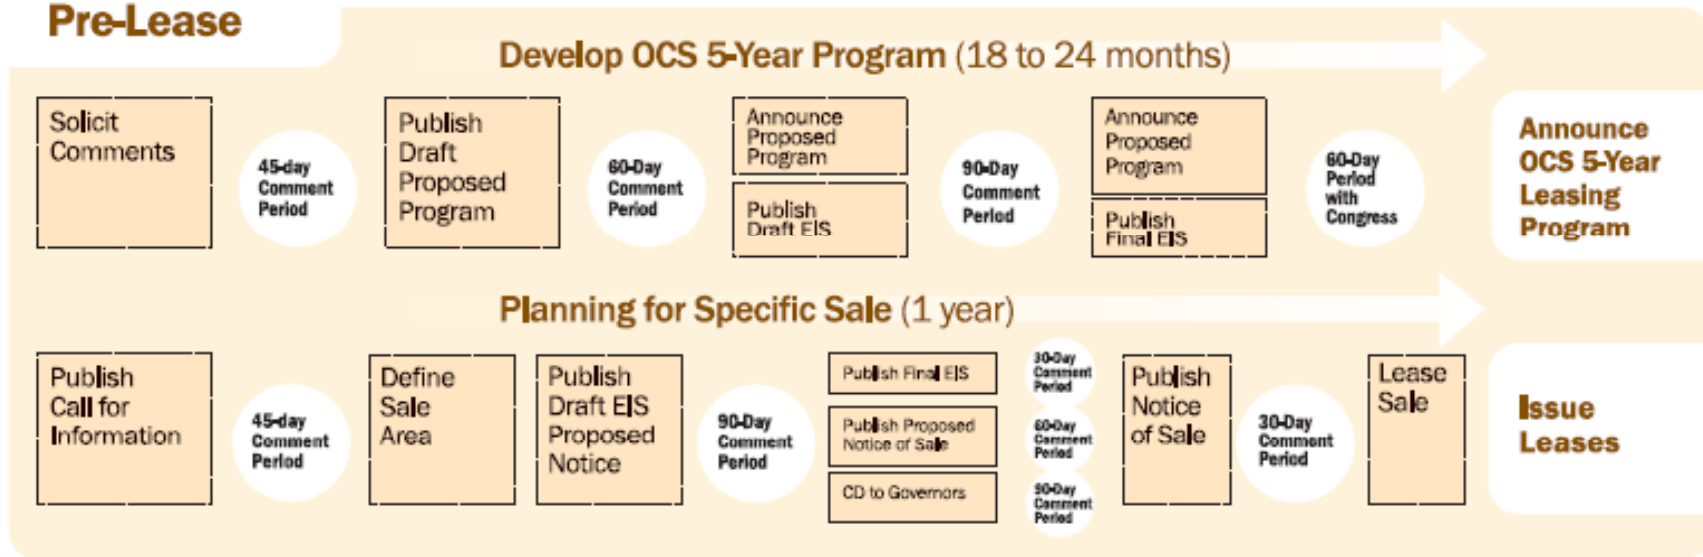 Pre-Lease
Develop OCS 5-Year Program (18 to 24 months)
Solicit
Comments
45-day
Comment
Period
Publish
Draft
Proposed
Program
60-Day
Comment
Period
Announce
Proposed
Program
Publish
Draft EIS
90-Day
Comment
Period
Announce
Proposed
Program
Publish
Final EIS
60-Day
Period
with
Congress
Announce
OCS 5-Year
Leasing
Program
Planning for Specific Sale (1 year)
Publish
Call for
Information
45-day
Comment
Period
Define
Sale
Area
Publish
Draft EIS
Proposed
Notice
90-Day
Comment
Period
Publish Final EIS
30-Day
Comment
Period
Publish Proposed
Notice of Sale
60-Day
Comment
Period
CD to Governors
90-Day
Comment
Period
Publish
Notice
of Sale
30-Day
Comment
Period
Lease
Sale
Issue
Leases